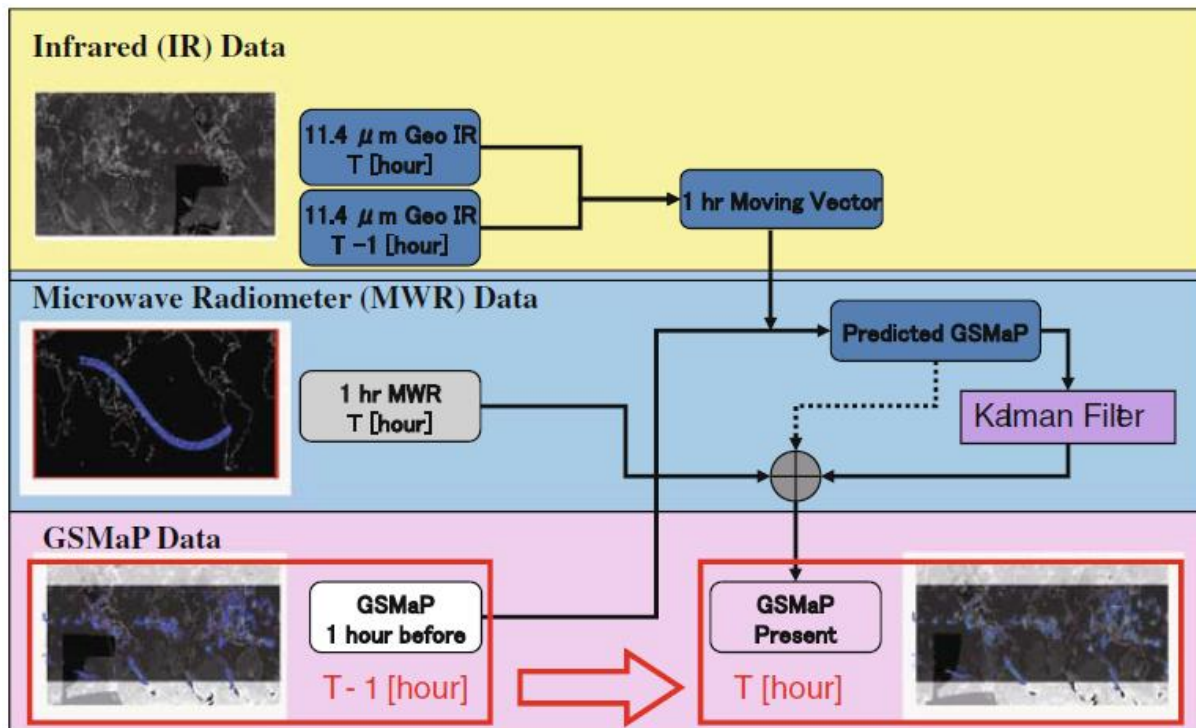 Infrared (IR) Data
11.4 μm Geo IR
T [hour]
11.4 μm Geo IR
T -1 [hour]
1 hr Moving Vector
Microwave Radiometer (MWR) Data
1 hr MWR
T [hour]
Predicted GSMaP
Kalman Filter
GSMaP Data
GSMaP
1 hour before
T - 1 [hour]
GSMaP
Present
T [hour]